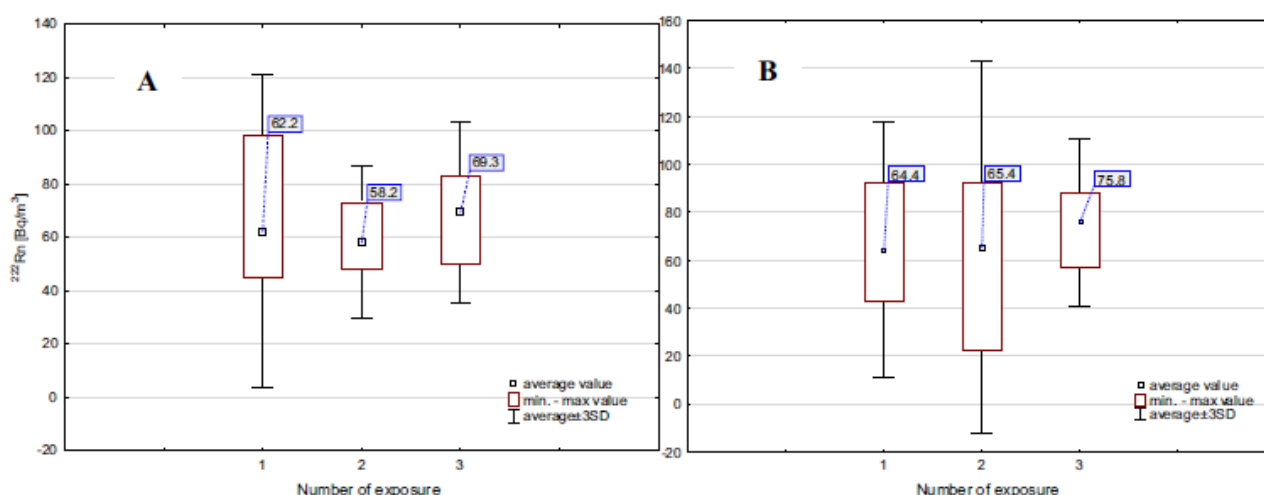 A
140
120
100
80
60
40
20
0
-20
²²²Rn [Bq/m³]
62.2
58.2
69.3
average value
min. - max value
average±3SD
1 2 3
Number of exposure
B
160
140
120
100
80
60
40
20
0
-20
64.4
65.4
75.8
average value
min. - max value
average±3SD
1 2 3
Number of exposure